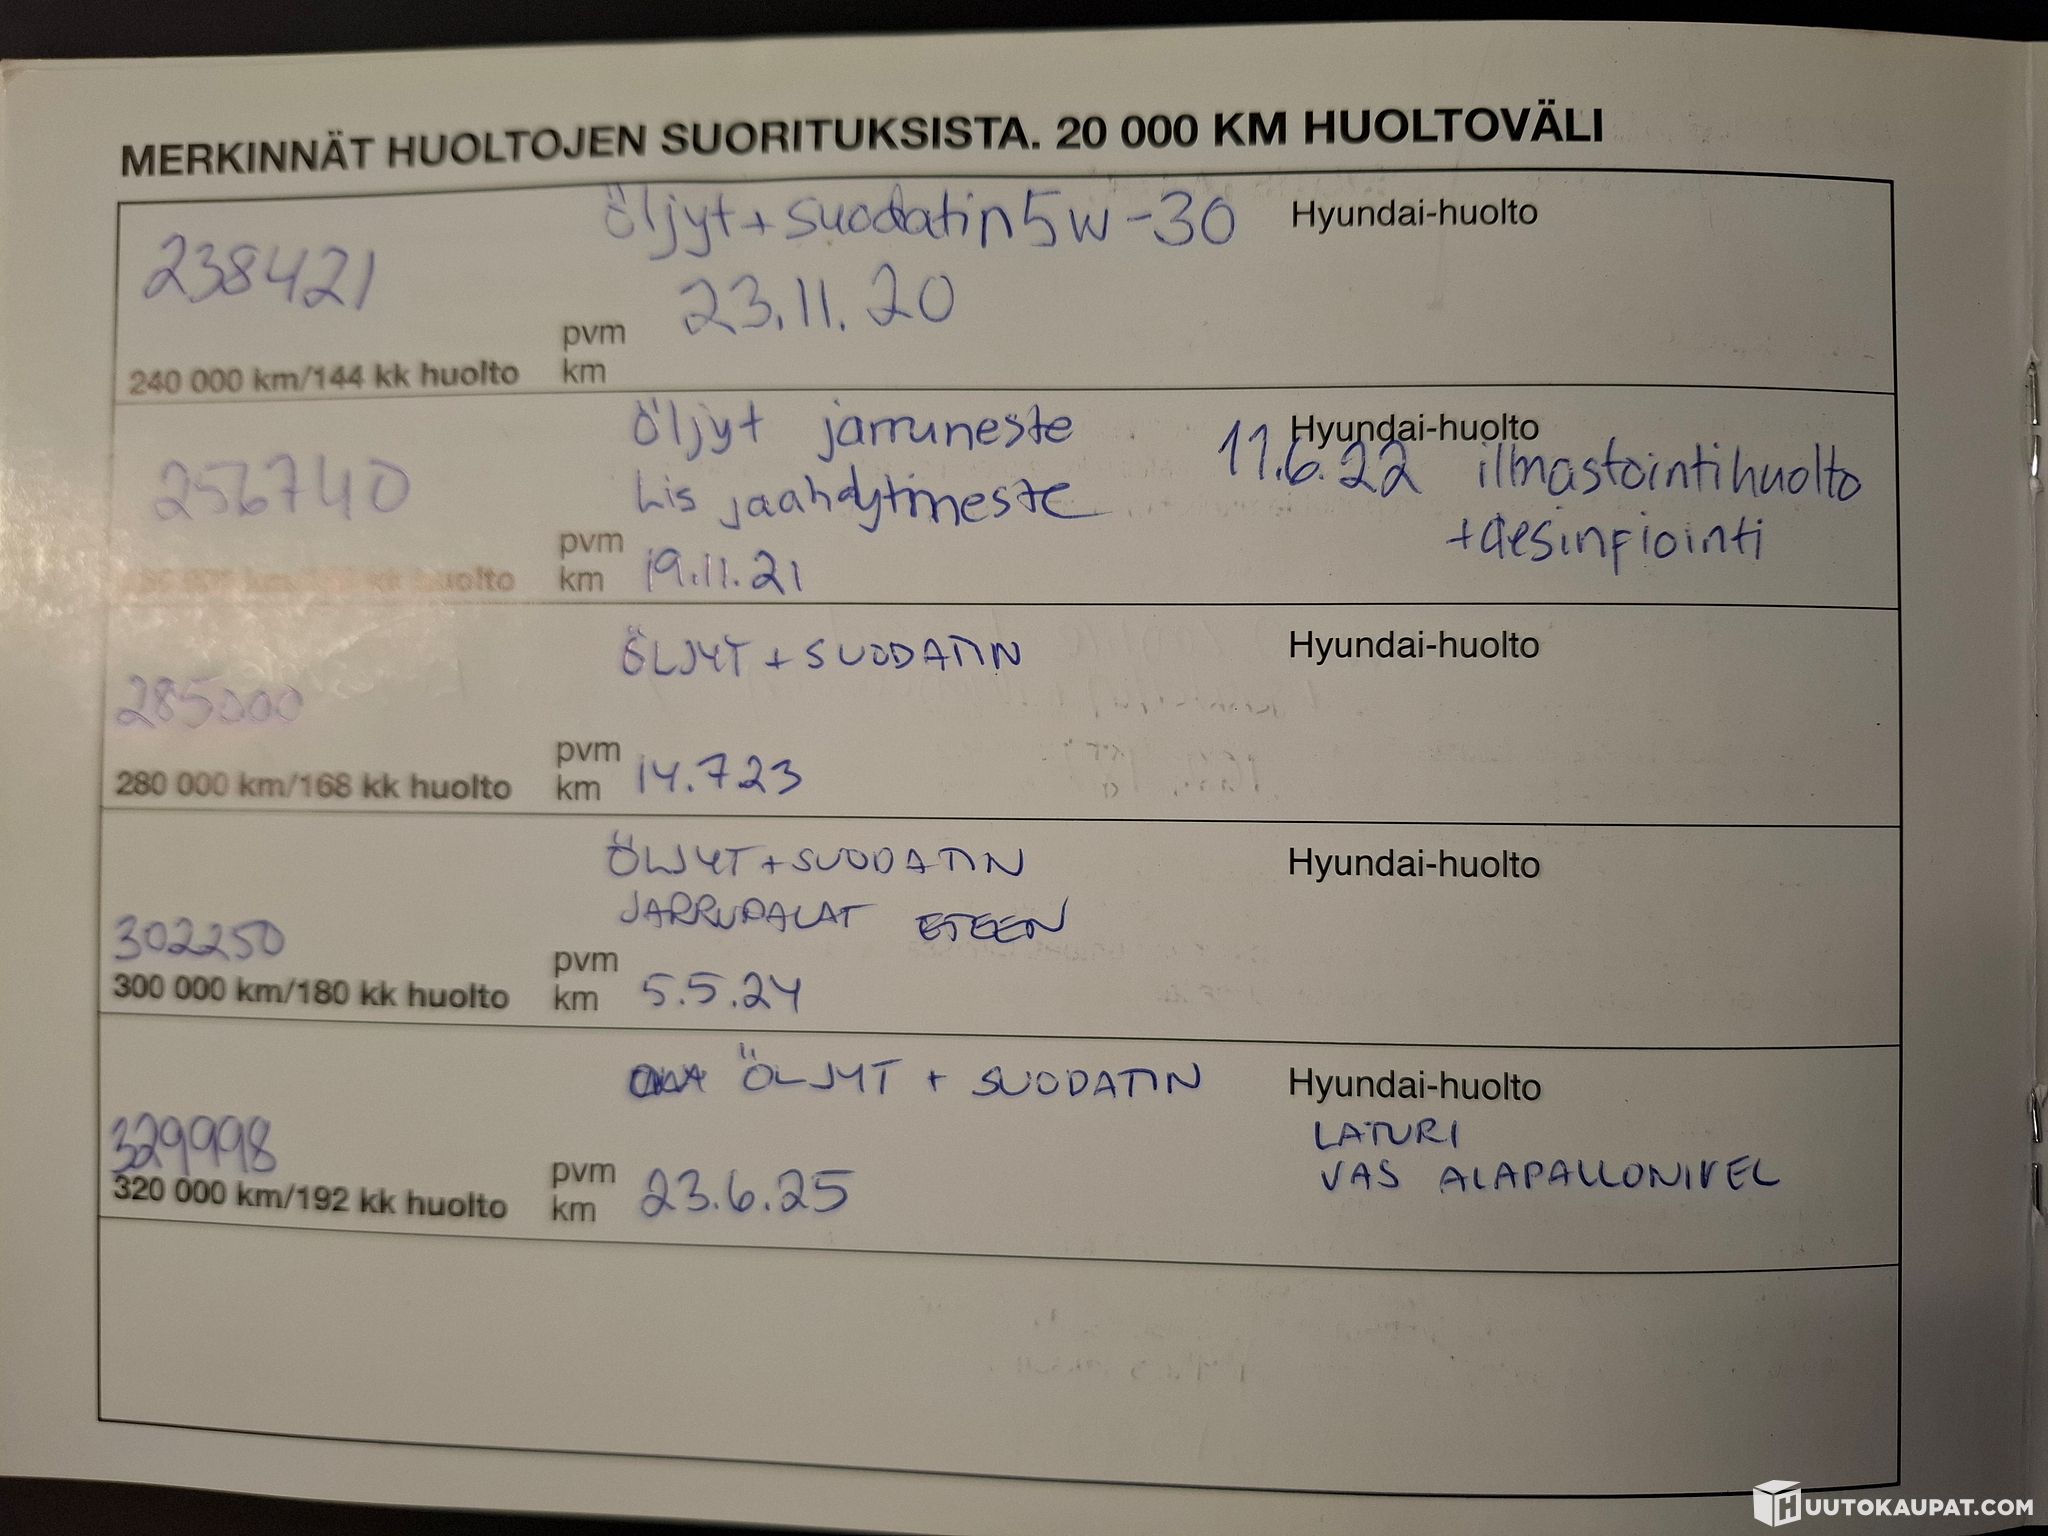 MERKINNÄT HUOLTOJEN SUORITUKSISTA. 20 000 KM HUOLTOVÄLI
öljyt + suodatin 5w-30
Hyundai-huolto
238421
23.11.20
pvm
240 000 km/144 kk huolto
km
öljyt jarruneste
Hyundai-huolto
256740
11.6.22 ilmastointihuolto
Lis jäähdytinneste
+desinfiointi
pvm
kk huolto
km 19.11.21
ÖLJYT + SUODATIN
Hyundai-huolto
285000
pvm
280 000 km/168 kk huolto
km 14.7.23
ÖLJYT + SUODATIN
Hyundai-huolto
JARRUPALAT ETEEN
302250
pvm
300 000 km/180 kk huolto
km 5.5.24
ÖLJYT + SUODATIN
Hyundai-huolto
LATURI
329998
VAS ALAPALLONIVEL
pvm
320 000 km/192 kk huolto
km 23.6.25
HUUTOKAUPAT.COM